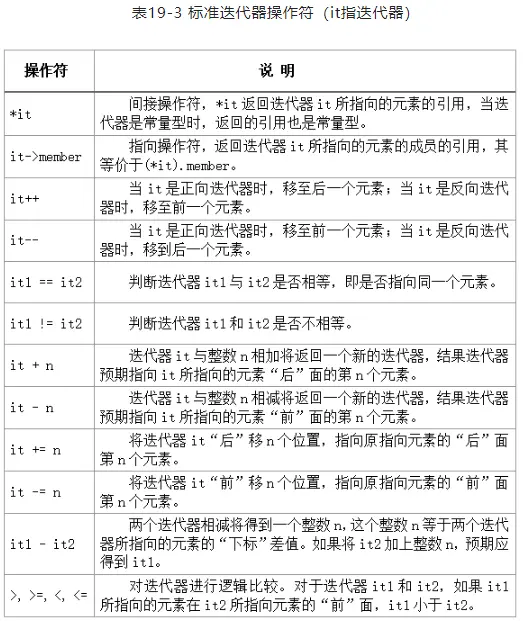 表19-3 标准迭代器操作符（it指迭代器）
操作符
说 明
*it
间接操作符，*it 返回迭代器 it 所指向的元素的引用，当迭
代器是常量型时，返回的引用也是常量型。
it->member
指向操作符，返回迭代器 it 所指向的元素的成员的引用，其
等价于(*it).member。
it++
当 it 是正向迭代器时，移至后一个元素；当 it 是反向迭代
器时，移至前一个元素。
it--
当 it 是正向迭代器时，移至前一个元素；当 it 是反向迭代
器时，移到后一个元素。
it1 == it2
判断迭代器 it1 与 it2 是否相等，即是否指向同一个元素。
it1 != it2
判断迭代器 it1 和 it2 是否不相等。
it + n
迭代器 it 与整数 n 相加将返回一个新的迭代器，结果迭代器
预期指向 it 所指向的元素“后”面的第 n 个元素。
it - n
迭代器 it 与整数 n 相减将返回一个新的迭代器，结果迭代器
预期指向 it 所指向的元素“前”面的第 n 个元素。
it += n
将迭代器 it“后”移 n 个位置，指向原指向元素的“后”面
第 n 个元素。
it -= n
将迭代器 it“前”移 n 个位置，指向原指向元素的“前”面
第 n 个元素。
it1 - it2
两个迭代器相减将得到一个整数 n,这个整数 n 等于两个迭代
器所指向的元素的“下标”差值。如果将 it2 加上整数 n，预期应
得到 it1。
>, >=, <, <=
对迭代器进行逻辑比较。对于迭代器 it1 和 it2，如果 it1
所指向的元素在 it2 所指向元素的“前”面，it1 小于 it2。